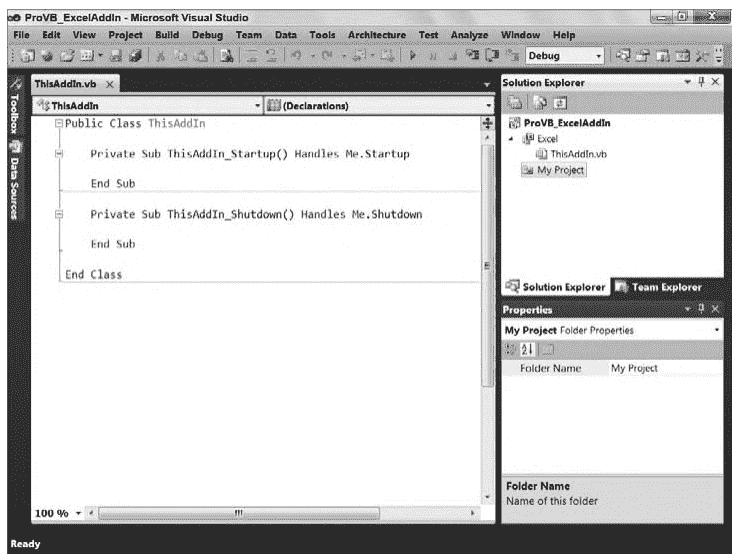 ProVB_ExcelAddIn - Microsoft Visual Studio
File Edit View Project Build Debug Team Data Tools Architecture Test Analyze Window Help
Debug
Toolbox
Data Sources
ThisAddIn.vb
ThisAddIn
(Declarations)
Public Class ThisAddIn
Private Sub ThisAddIn_Startup() Handles Me.Startup
End Sub
Private Sub ThisAddIn_Shutdown() Handles Me.Shutdown
End Sub
End Class
100 %
Solution Explorer
ProVB_ExcelAddIn
Excel
ThisAddIn.vb
My Project
Solution Explorer
Team Explorer
Properties
My Project Folder Properties
Folder Name My Project
Folder Name
Name of this folder
Ready